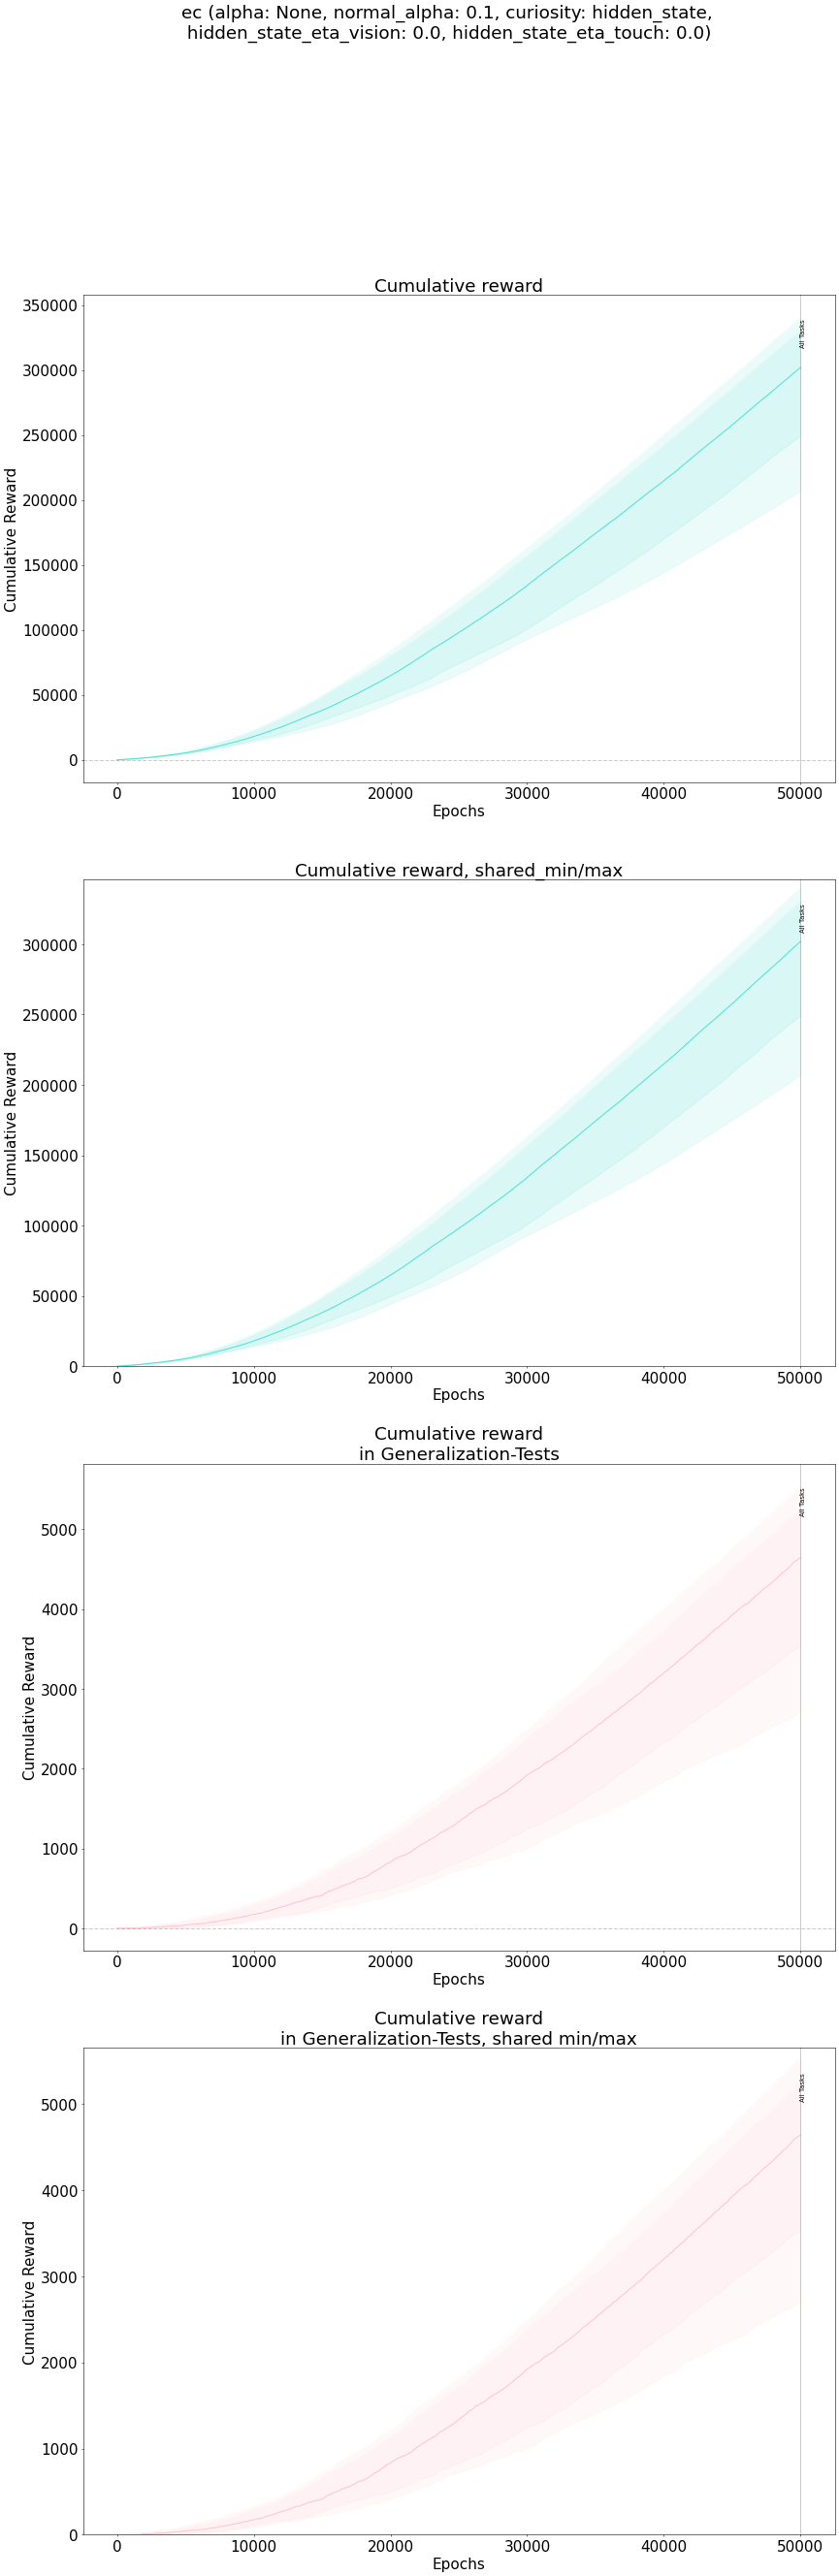 ec (alpha: None, normal_alpha: 0.1, curiosity: hidden_state,
hidden_state_eta_vision: 0.0, hidden_state_eta_touch: 0.0)
Cumulative reward
350000
300000
250000
200000
150000
100000
50000
0
Cumulative Reward
All Tasks
0 10000 20000 30000 40000 50000
Epochs
Cumulative reward, shared_min/max
300000
250000
200000
150000
100000
50000
0
Cumulative Reward
All Tasks
0 10000 20000 30000 40000 50000
Epochs
Cumulative reward
in Generalization-Tests
5000
4000
3000
2000
1000
0
Cumulative Reward
All Tasks
0 10000 20000 30000 40000 50000
Epochs
Cumulative reward
in Generalization-Tests, shared min/max
5000
4000
3000
2000
1000
0
Cumulative Reward
All Tasks
0 10000 20000 30000 40000 50000
Epochs